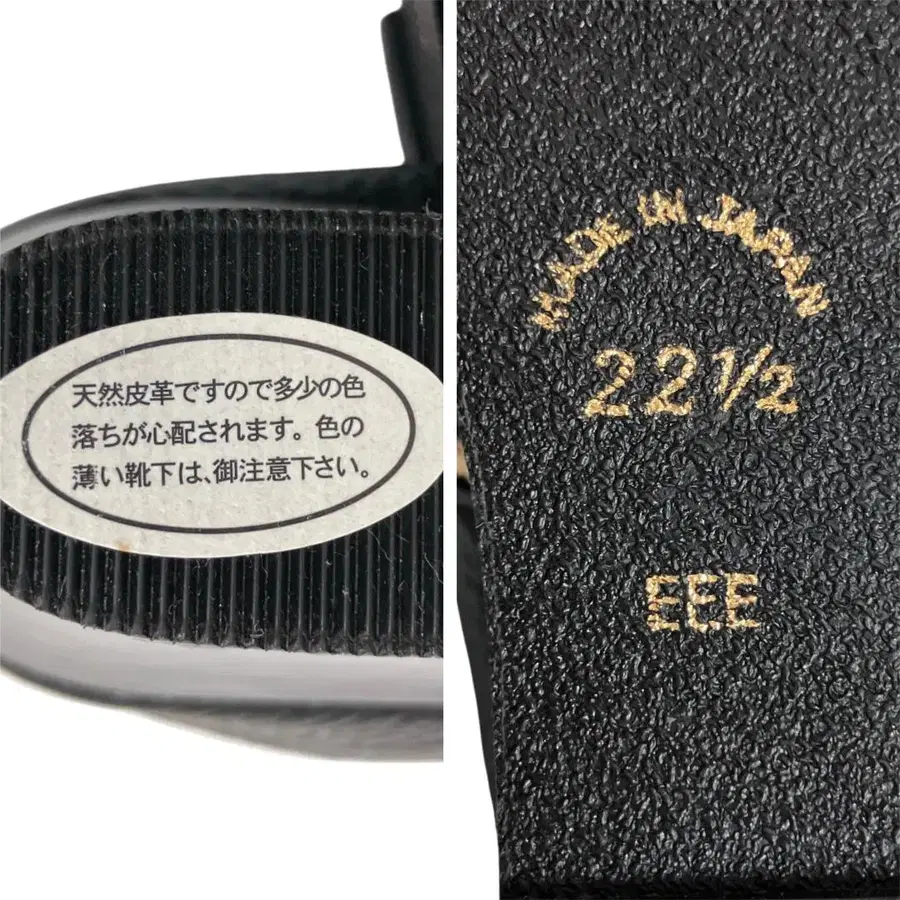 天然皮革ですので多少の色
落ちが心配されます。色の
薄い靴下は、御注意下さい。
MADE IN JAPAN
22 1/2
EEE